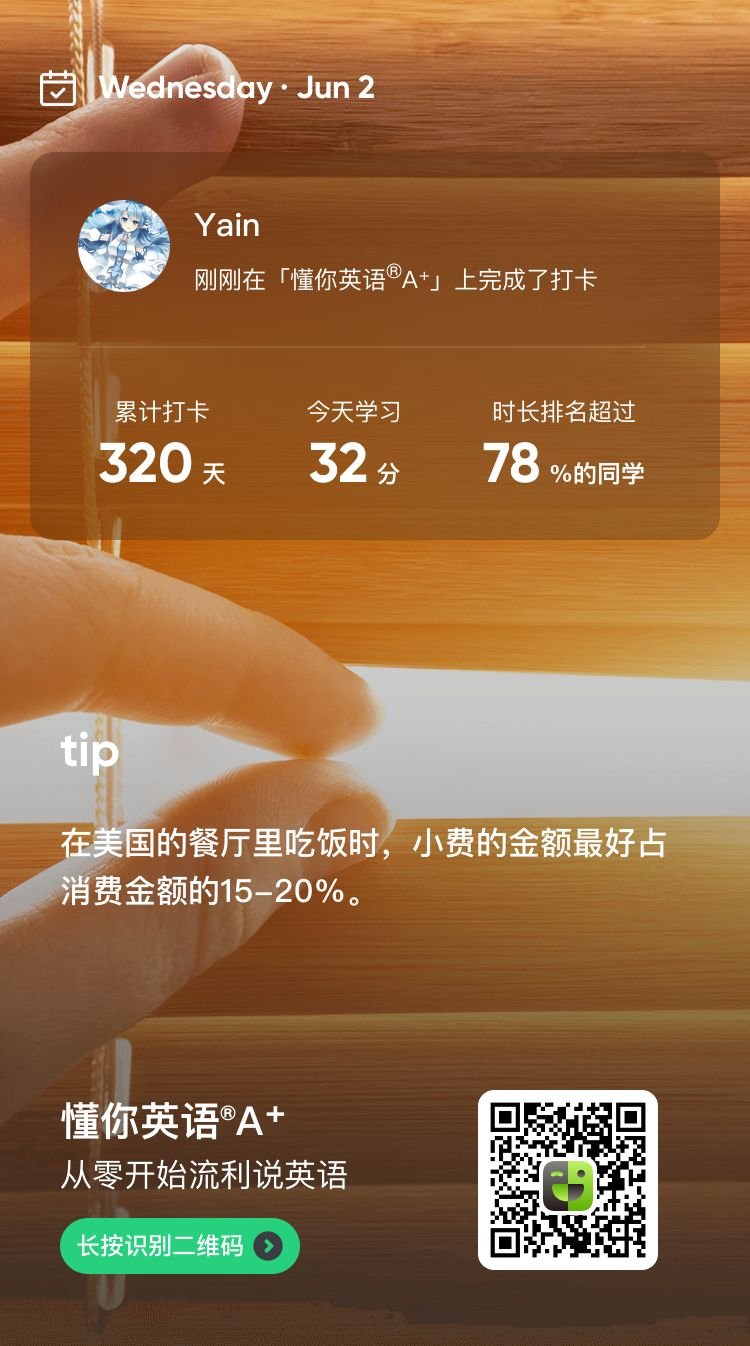 Wednesday · Jun 2
Yain
刚刚在「懂你英语®A⁺」上完成了打卡
累计打卡 今天学习 时长排名超过
320 天 32 分 78 %的同学
tip
在美国的餐厅里吃饭时，小费的金额最好占
消费金额的15-20%。
懂你英语®A⁺
从零开始流利说英语
长按识别二维码